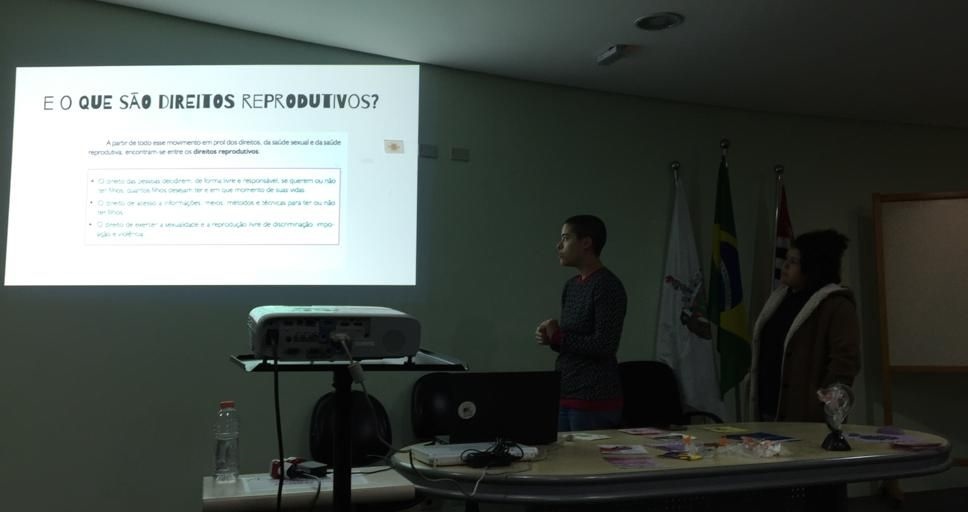 E O QUE SÃO DIREITOS REPRODUTIVOS?
A partir de todo esse movimento em prol dos direitos, da saúde sexual e da saúde
reprodutiva, encontram-se entre os direitos reprodutivos:
• O direito das pessoas decidirem, de forma livre e responsável, se querem ou não
ter filhos, quantos filhos desejam ter e em que momento de suas vidas.
• O direito de acesso a informações, meios, métodos e técnicas para ter ou não
ter filhos.
• O direito de exercer a sexualidade e a reprodução livre de discriminação, impo-
sição e violência.